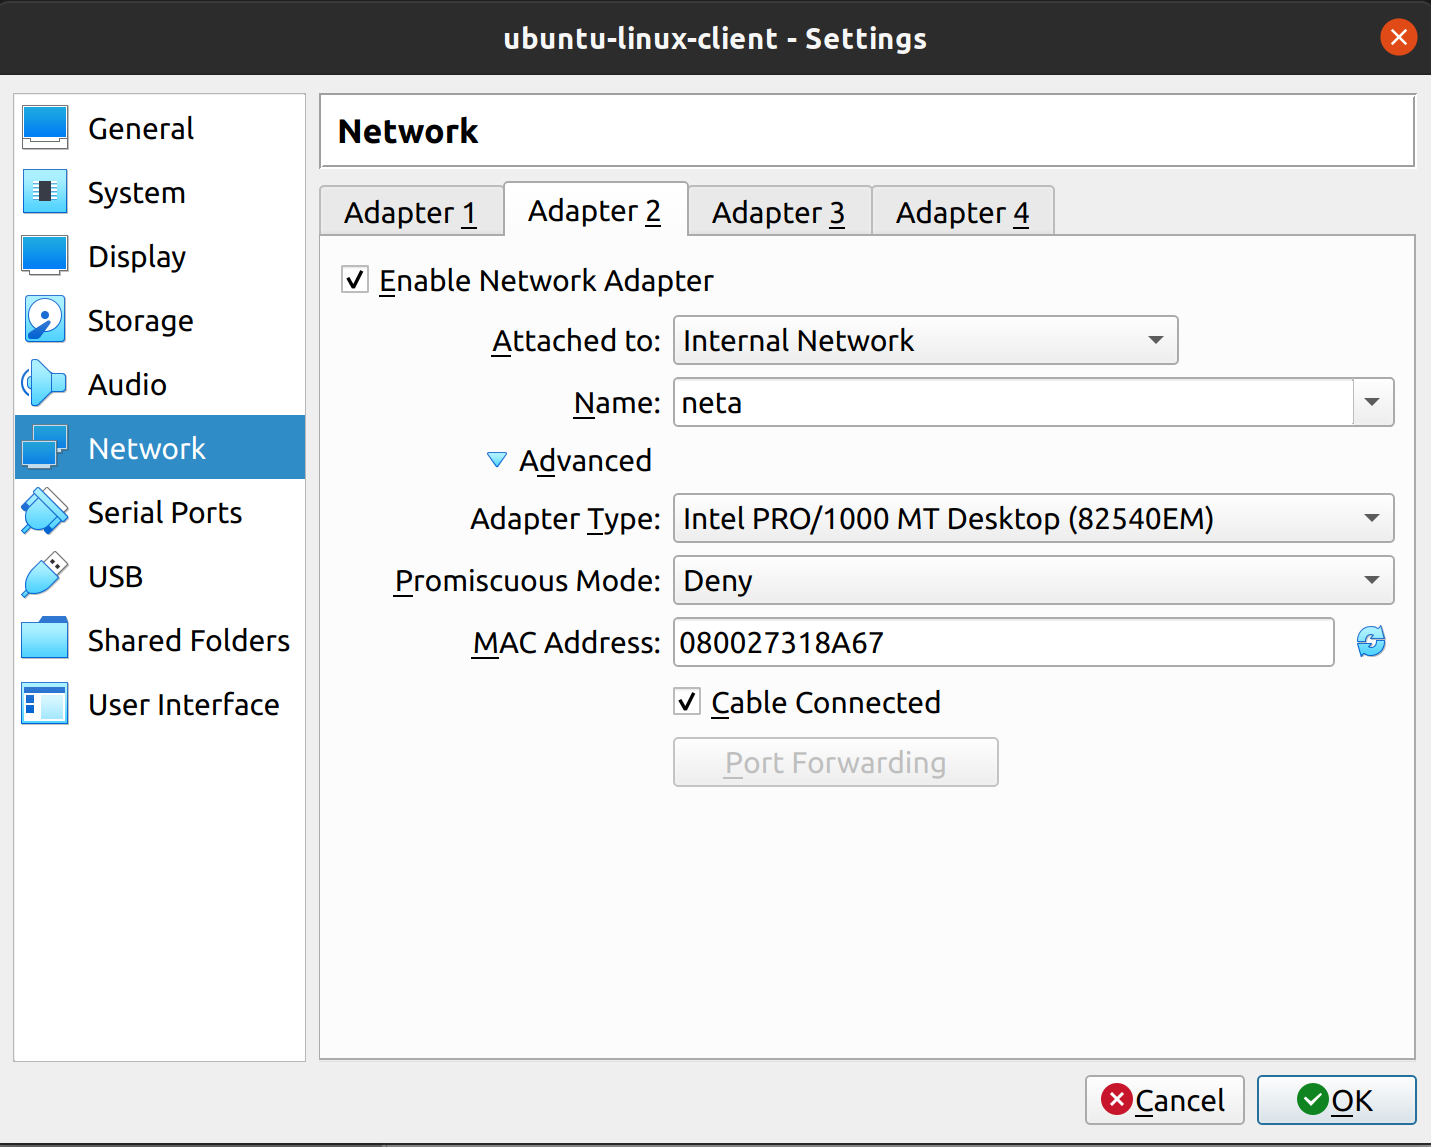 ubuntu-linux-client - Settings
General
System
Display
Storage
Audio
Network
Serial Ports
USB
Shared Folders
User Interface
Network
Adapter 1
Adapter 2
Adapter 3
Adapter 4
Enable Network Adapter
Attached to: Internal Network
Name: neta
Advanced
Adapter Type: Intel PRO/1000 MT Desktop (82540EM)
Promiscuous Mode: Deny
MAC Address: 080027318A67
Cable Connected
Port Forwarding
Cancel
OK